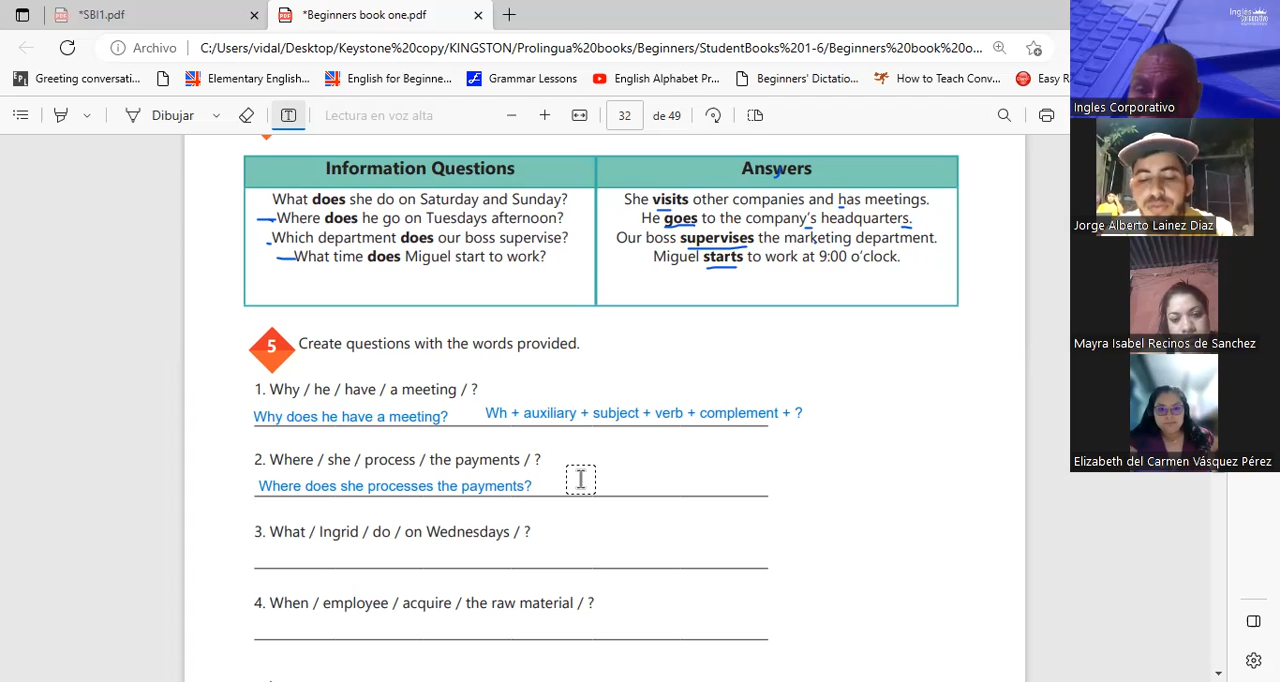 *SBI1.pdf
*Beginners book one.pdf
Archivo
C:/Users/vidal/Desktop/Keystone%20copy/KINGSTON/Prolingua%20books/Beginners/StudentBooks%201-6/Beginners%20book%20o...
Greeting conversati...
Elementary English...
English for Beginne...
Grammar Lessons
English Alphabet Pr...
Beginners' Dictatio...
How to Teach Conv...
Easy R
Dibujar
Lectura en voz alta
32
de 49
Information Questions
Answers
What does she do on Saturday and Sunday?
She visits other companies and has meetings.
Where does he go on Tuesdays afternoon?
He goes to the company's headquarters.
Which department does our boss supervise?
Our boss supervises the marketing department.
What time does Miguel start to work?
Miguel starts to work at 9:00 o'clock.
5
Create questions with the words provided.
1. Why / he / have / a meeting / ?
Why does he have a meeting?
Wh + auxiliary + subject + verb + complement + ?
2. Where / she / process / the payments / ?
Where does she processes the payments?
3. What / Ingrid / do / on Wednesdays / ?
4. When / employee / acquire / the raw material / ?
Ingles Corporativo
Jorge Alberto Lainez Diaz
Mayra Isabel Recinos de Sanchez
Elizabeth del Carmen Vásquez Pérez